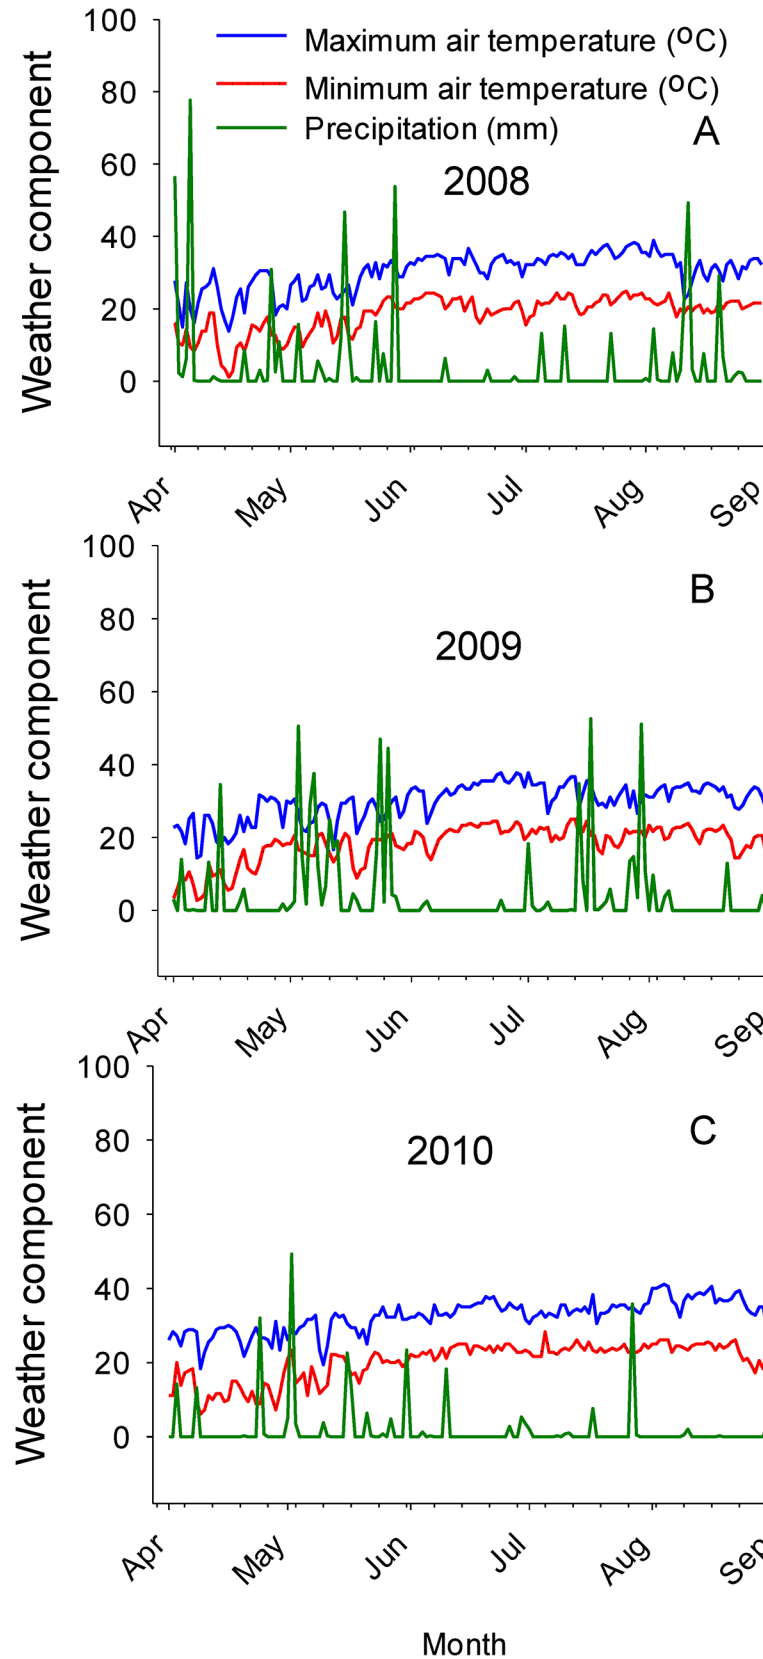 100
80
60
40
20
0
Weather component
Maximum air temperature (ºC)
Minimum air temperature (ºC)
Precipitation (mm)
A
2008
Apr
May
Jun
Jul
Aug
Sep
100
80
60
40
20
0
Weather component
B
2009
Apr
May
Jun
Jul
Aug
Sep
100
80
60
40
20
0
Weather component
C
2010
Apr
May
Jun
Jul
Aug
Sep
Month